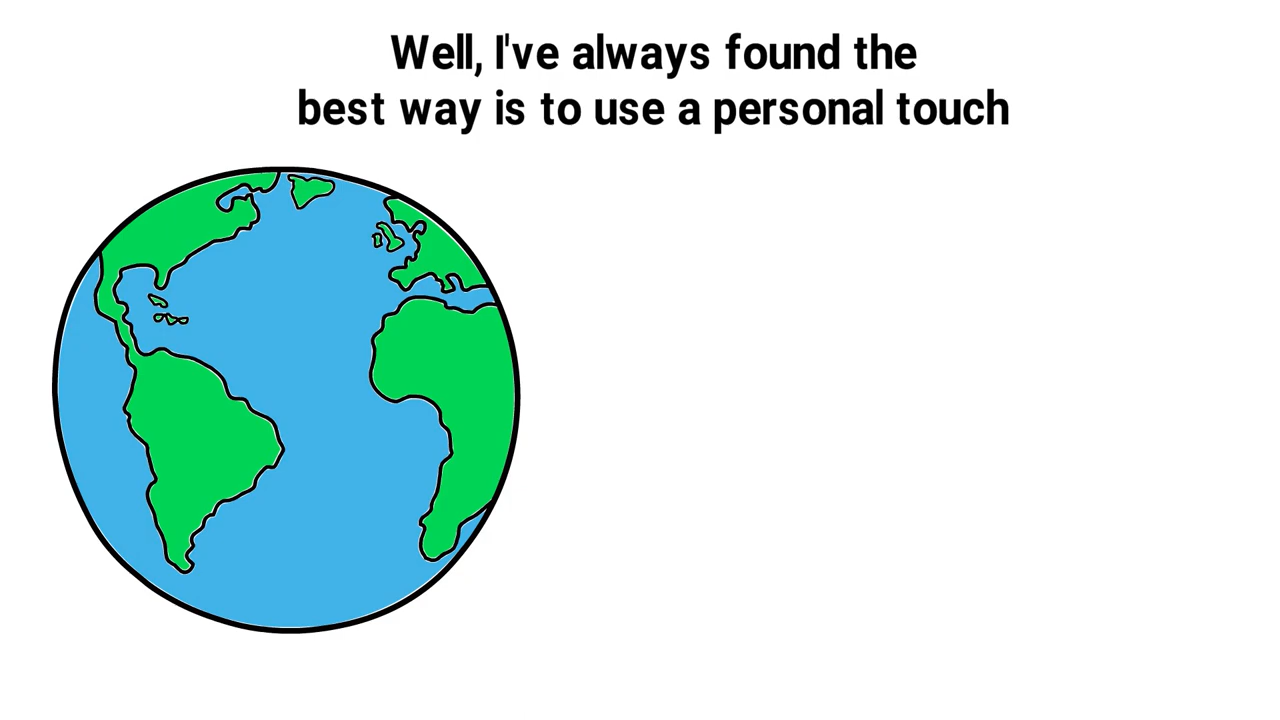 Well, I've always found the
best way is to use a personal touch